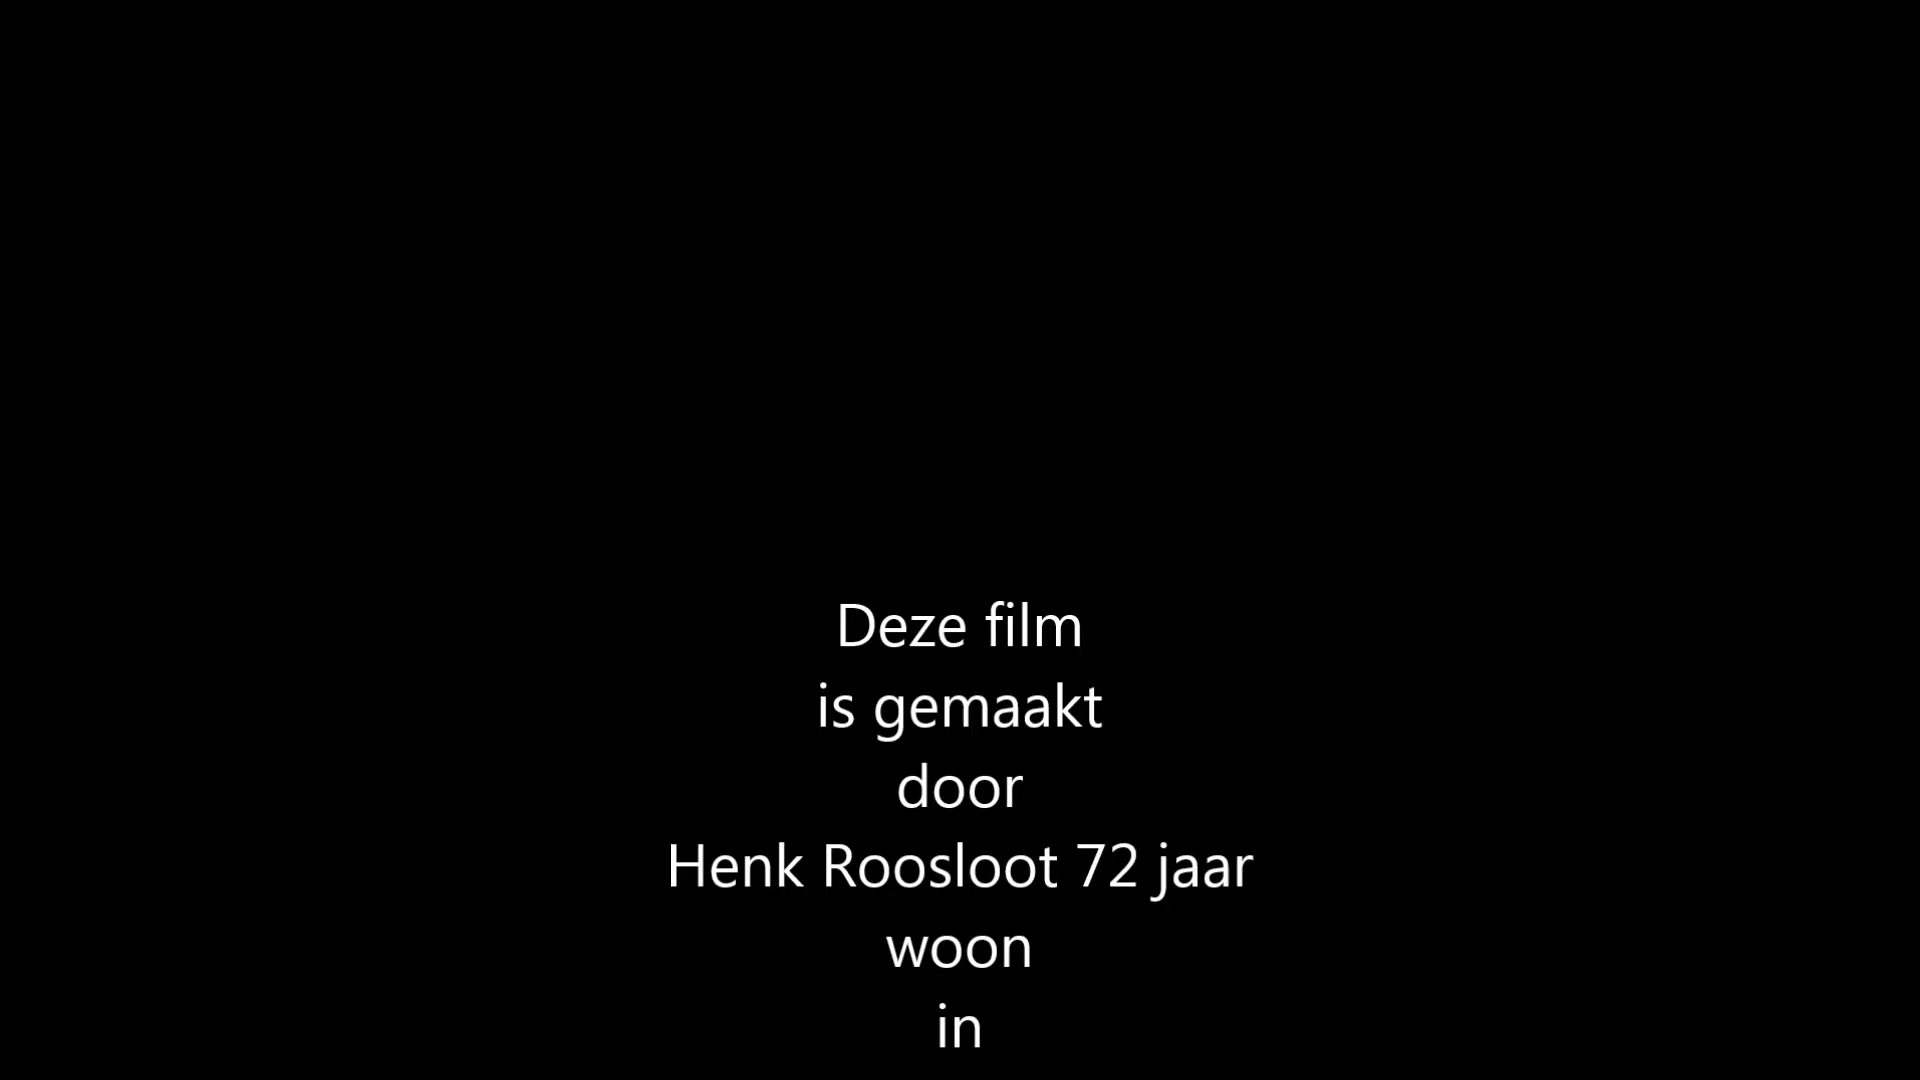 Deze film
is gemaakt
door
Henk Roosloot 72 jaar
woon
in